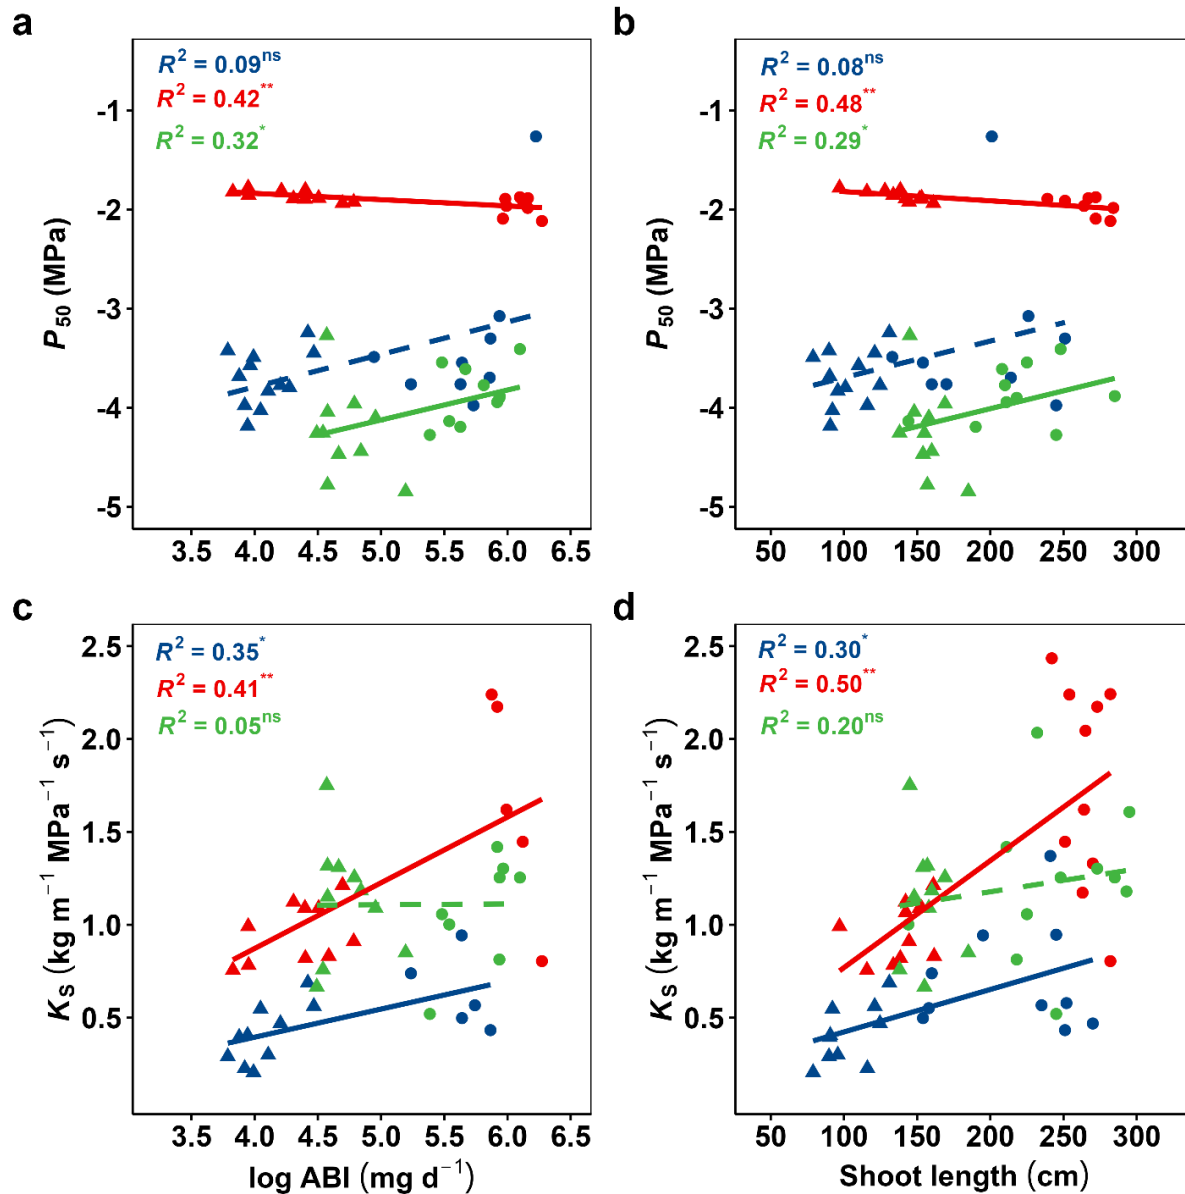 a
R² = 0.09ns
R² = 0.42**
R² = 0.32*
P50 (MPa)
-1
-2
-3
-4
-5
3.5 4.0 4.5 5.0 5.5 6.0 6.5
b
R² = 0.08ns
R² = 0.48**
R² = 0.29*
P50 (MPa)
-1
-2
-3
-4
-5
50 100 150 200 250 300
c
R² = 0.35*
R² = 0.41**
R² = 0.05ns
KS (kg m⁻¹ MPa⁻¹ s⁻¹)
2.5
2.0
1.5
1.0
0.5
3.5 4.0 4.5 5.0 5.5 6.0 6.5
log ABI (mg d⁻¹)
d
R² = 0.30*
R² = 0.50**
R² = 0.20ns
KS (kg m⁻¹ MPa⁻¹ s⁻¹)
2.5
2.0
1.5
1.0
0.5
50 100 150 200 250 300
Shoot length (cm)